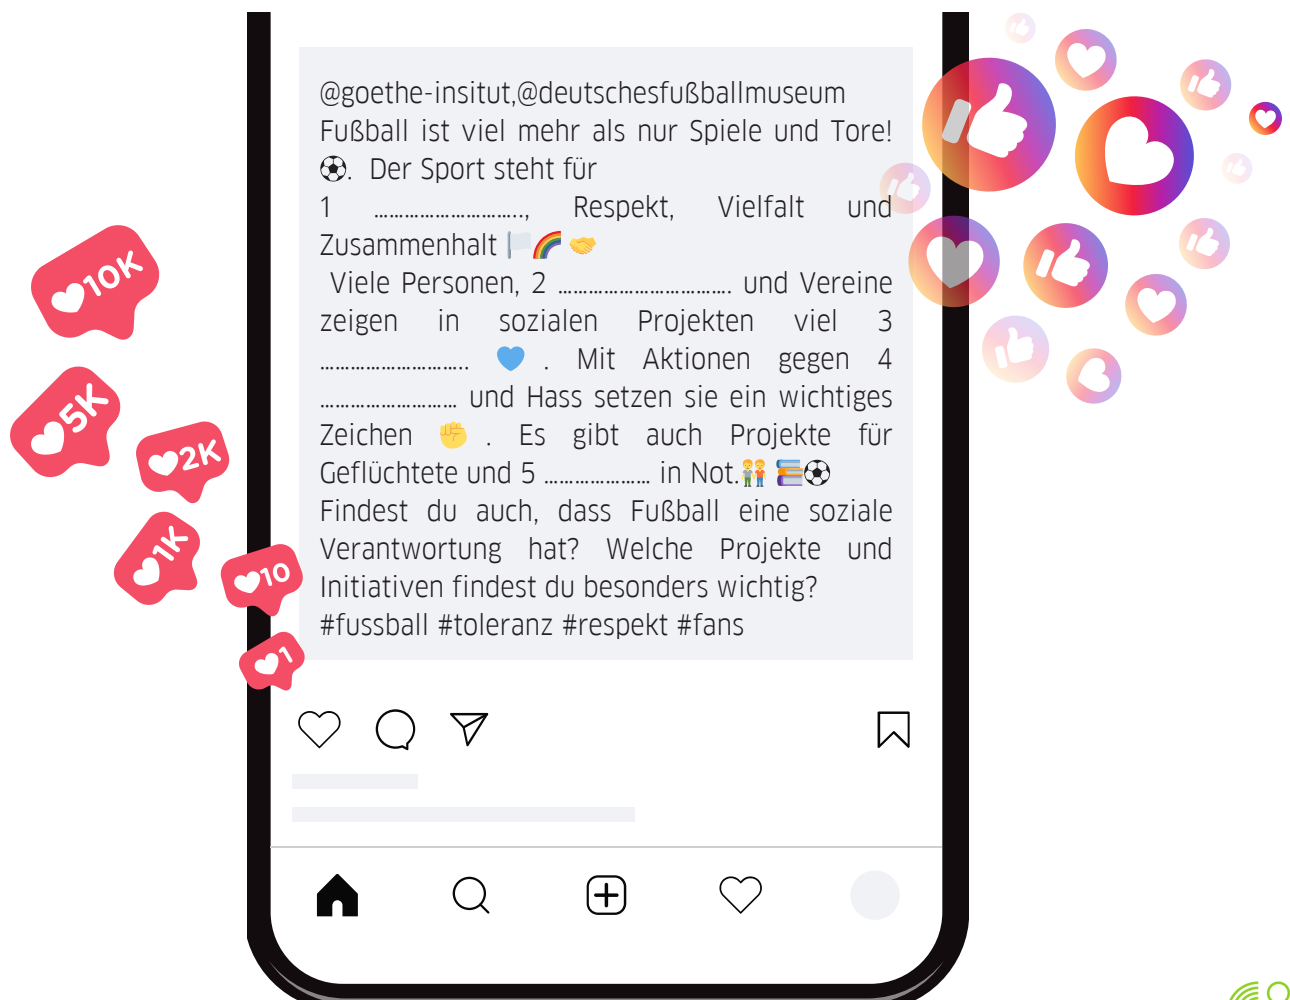 @goethe-insitut,@deutschesfußballmuseum
Fußball ist viel mehr als nur Spiele und Tore!
⚽. Der Sport steht für
1 ............................., Respekt, Vielfalt und
Zusammenhalt 🏳️🌈 🤝
Viele Personen, 2 ................................... und Vereine
zeigen in sozialen Projekten viel 3
.............................. 💙 . Mit Aktionen gegen 4
........................... und Hass setzen sie ein wichtiges
Zeichen ✊ . Es gibt auch Projekte für
Geflüchtete und 5 ..................... in Not.👬 📚⚽
Findest du auch, dass Fußball eine soziale
Verantwortung hat? Welche Projekte und
Initiativen findest du besonders wichtig?
#fussball #toleranz #respekt #fans
10K
5K
2K
1K
10
1